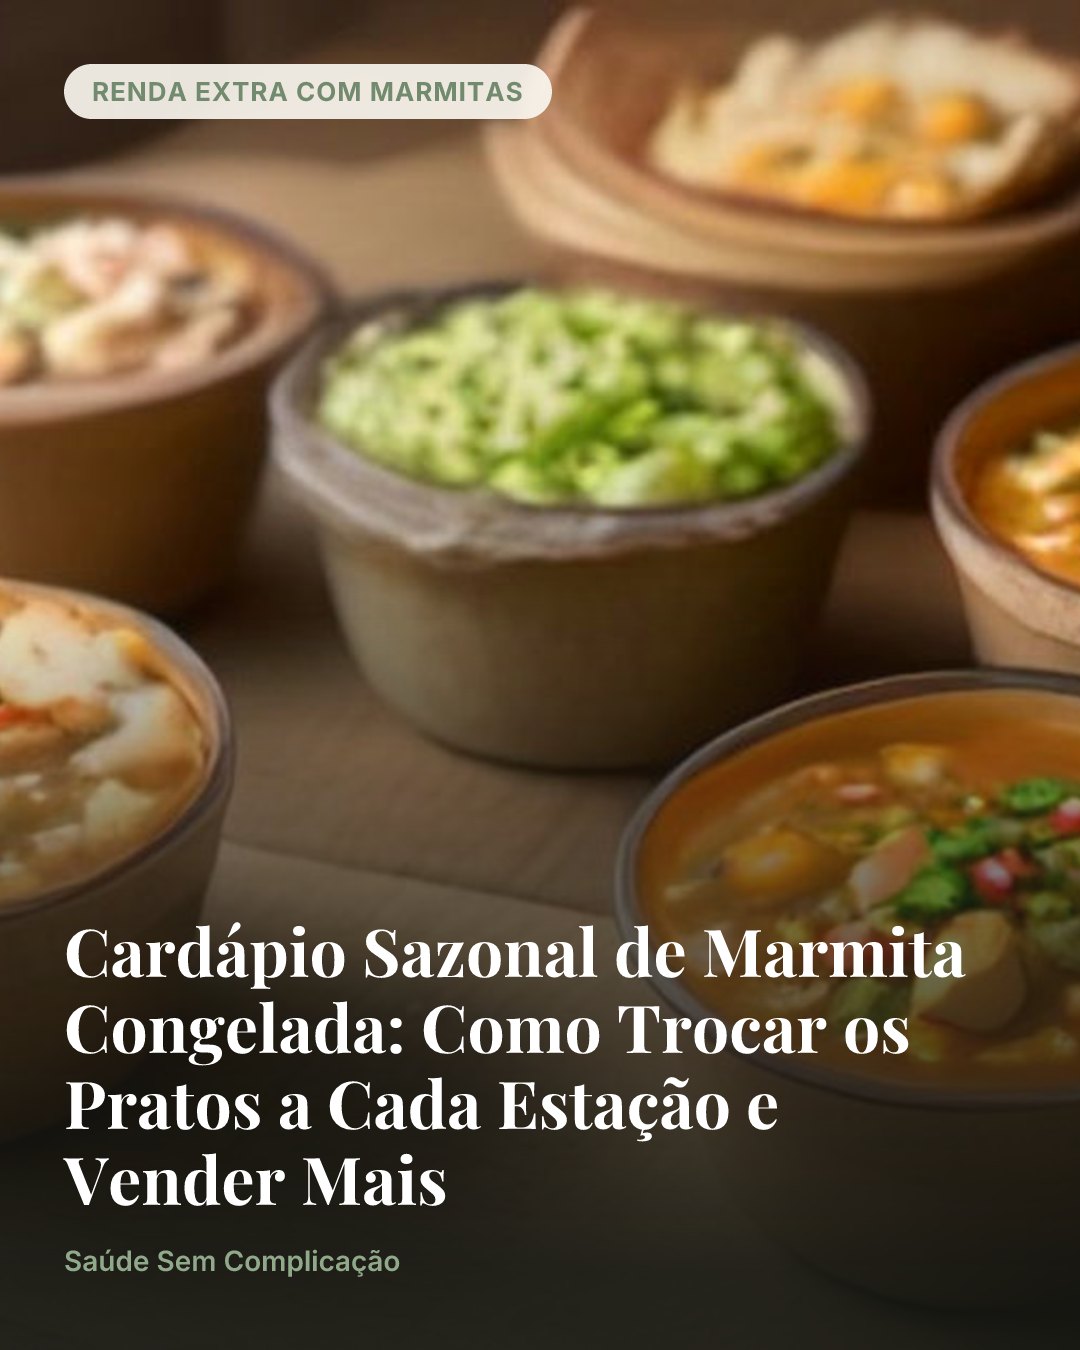 RENDA EXTRA COM MARMITAS
Cardápio Sazonal de Marmita
Congelada: Como Trocar os
Pratos a Cada Estação e
Vender Mais
Saúde Sem Complicação